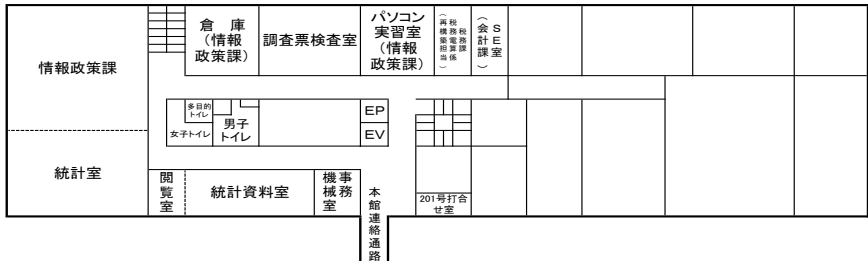 倉 庫
(情報
政策課)
調査票検査室
パソコン
実習室
(情報
政策課)
税務課
税務電算係
(再構築担当)
SE室
(会計課)
情報政策課
多目的
トイレ
女子トイレ
男子
トイレ
EP
EV
統計室
閲覧室
統計資料室
事務
機械室
本館連絡通路
201号打合
せ室